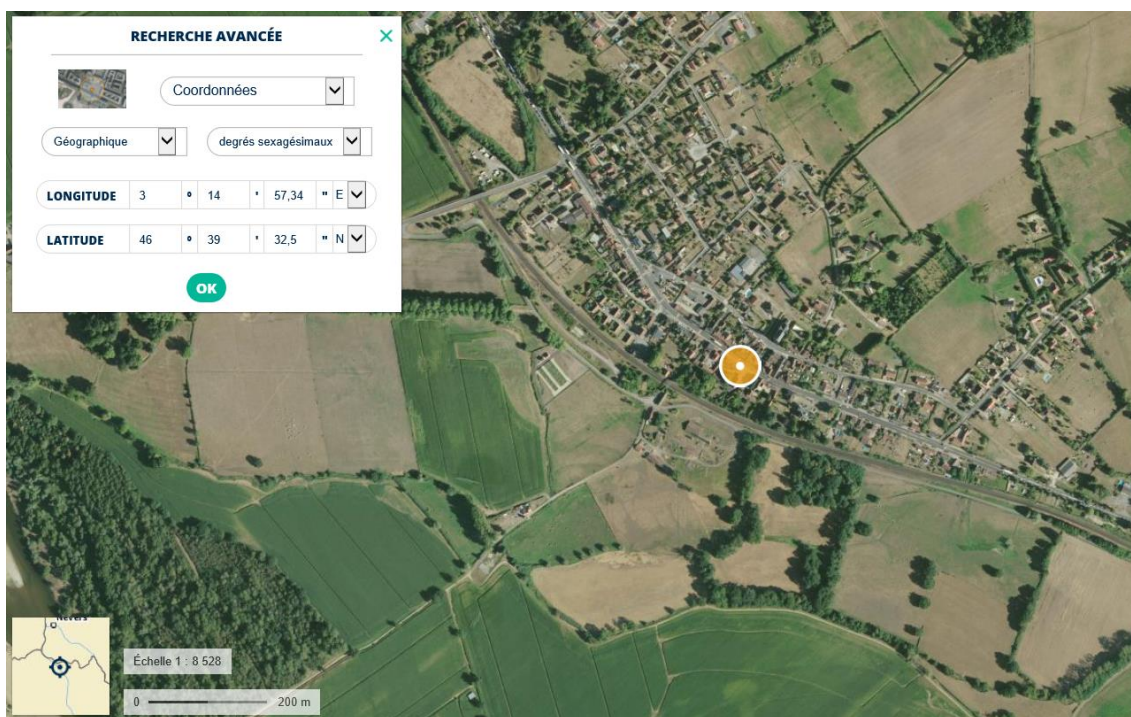 RECHERCHE AVANCÉE ×
Coordonnées
Géographique degrés sexagésimaux
LONGITUDE 3 ° 14 ' 57,34 " E
LATITUDE 46 ° 39 ' 32,5 " N
OK
Nevers
Échelle 1 : 8 528
0 200 m